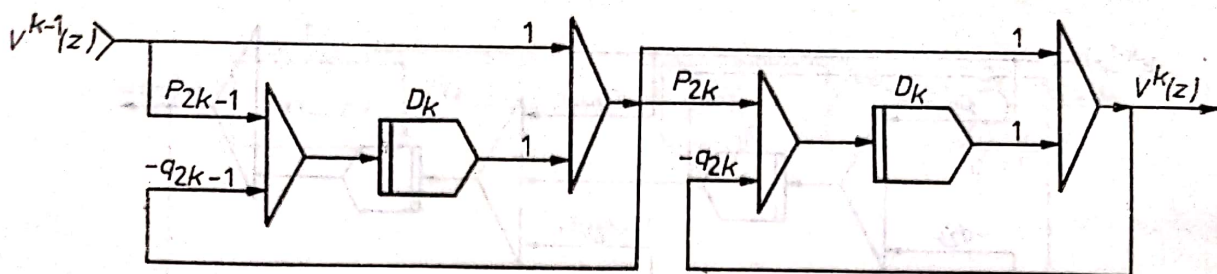 v^{k-1}(z)
1
P_{2k-1}
D_k
1
-q_{2k-1}
P_{2k}
D_k
1
1
-q_{2k}
v^k(z)